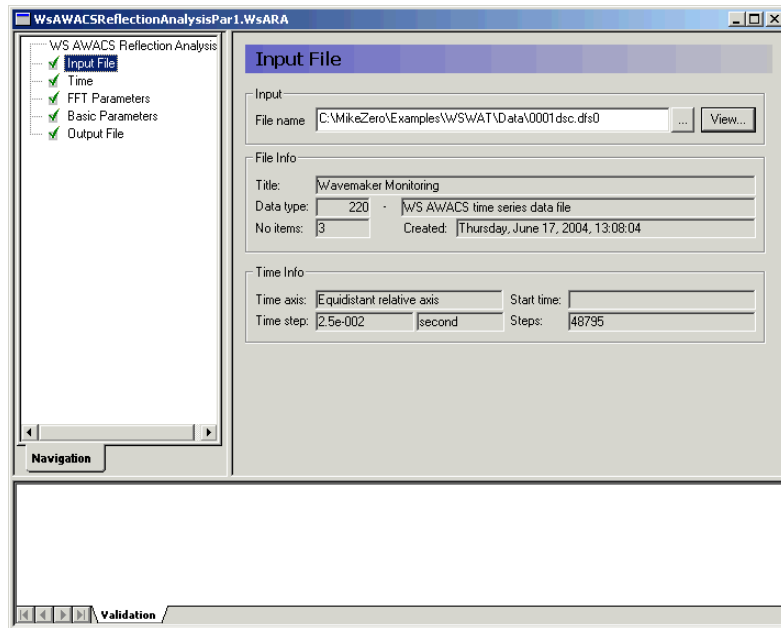 WsAWACSReflectionAnalysisPar1.WsARA
WS AWACS Reflection Analysis
Input File
Time
FFT Parameters
Basic Parameters
Output File
Navigation
Input File
Input
File name C:\MikeZero\Examples\WSWAT\Data\0001dsc.dfs0 ... View...
File Info
Title: Wavemaker Monitoring
Data type: 220 - WS AWACS time series data file
No items: 3 Created: Thursday, June 17, 2004, 13:08:04
Time Info
Time axis: Equidistant relative axis Start time:
Time step: 2.5e-002 second Steps: 48795
Validation